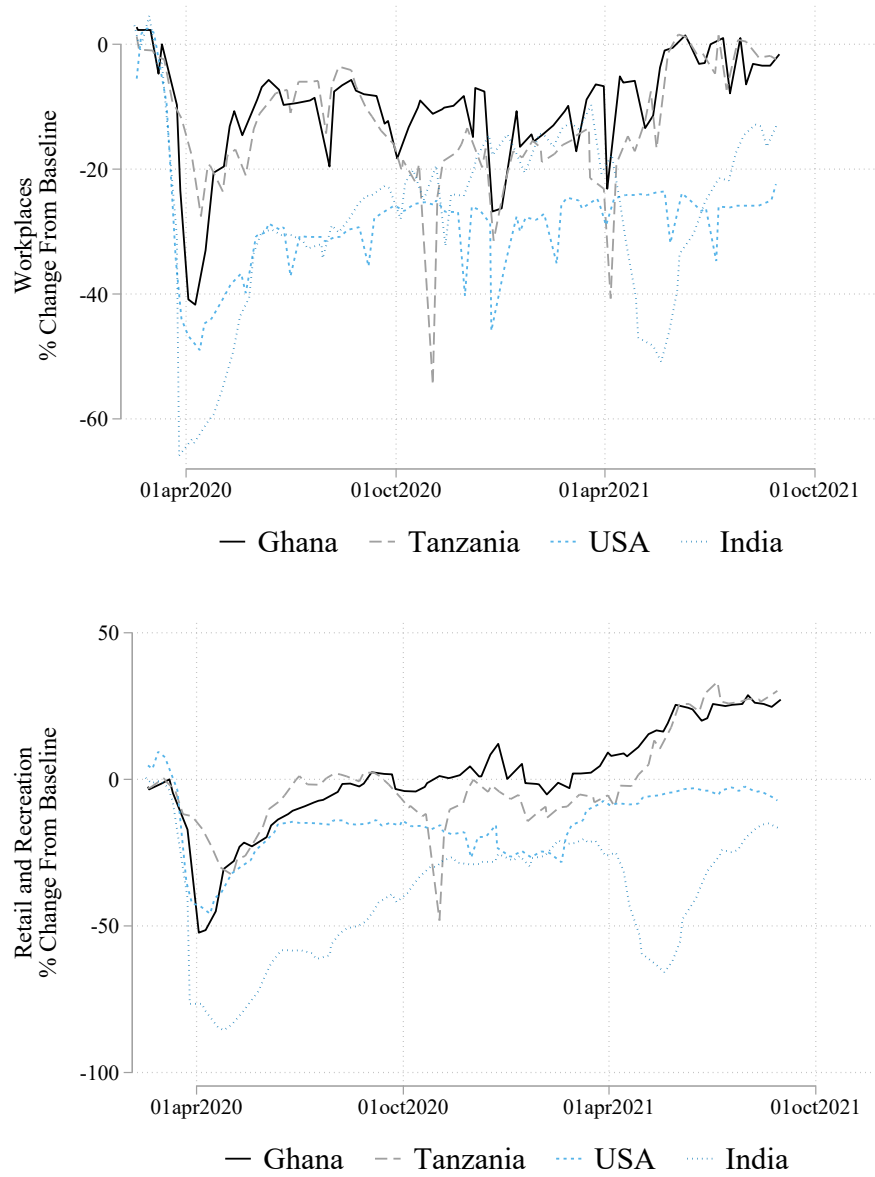 0
-20
-40
-60
Workplaces
% Change From Baseline
01apr2020 01oct2020 01apr2021 01oct2021
Ghana Tanzania USA India
50
0
-50
-100
Retail and Recreation
% Change From Baseline
01apr2020 01oct2020 01apr2021 01oct2021
Ghana Tanzania USA India